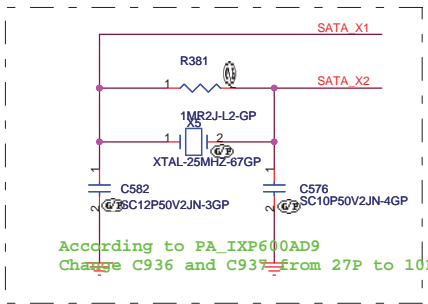 SATA_X1
R381
1
2
SATA_X2
1MR2J-L2-GP
X5
1
2
G/P
XTAL-25MHZ-67GP
1
1
C582
C576
2
G/P
SC12P50V2JN-3GP
2
G/P
SC10P50V2JN-4GP
According to PA_IXP600AD9
Change C936 and C937 from 27P to 10